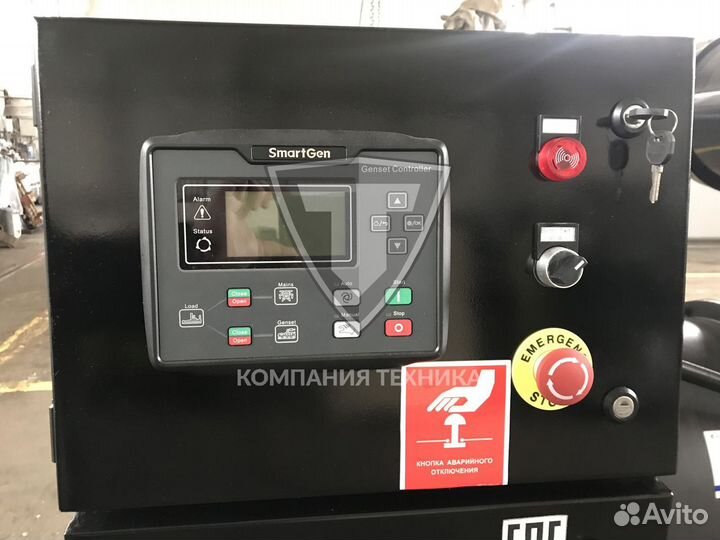 SmartGen
Genset Controller
Alarm
Status
Mains
Auto
Start
Close
Open
Load
Genset
Manual
Stop
Close
Open
EMERGENCY
STOP
КОМПАНИЯ ТЕХНИКА
КНОПКА АВАРИЙНОГО
ОТКЛЮЧЕНИЯ
EAC
Avito